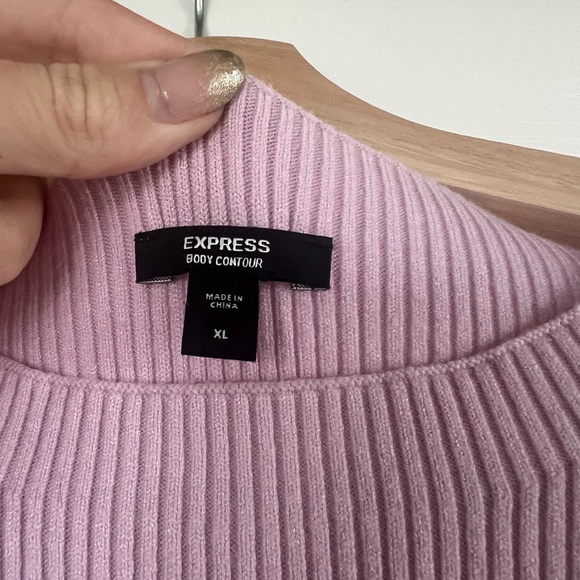 EXPRESS
BODY CONTOUR
MADE IN
CHINA
XL